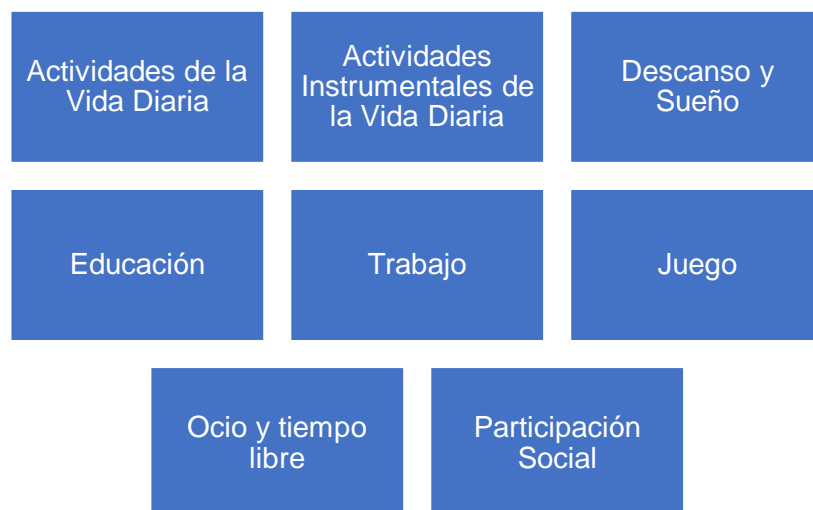 Actividades de la
Vida Diaria
Actividades
Instrumentales de
la Vida Diaria
Descanso y
Sueño
Educación
Trabajo
Juego
Ocio y tiempo
libre
Participación
Social